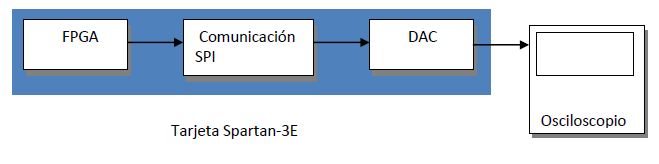 FPGA
Comunicación
SPI
DAC
Osciloscopio
Tarjeta Spartan-3E